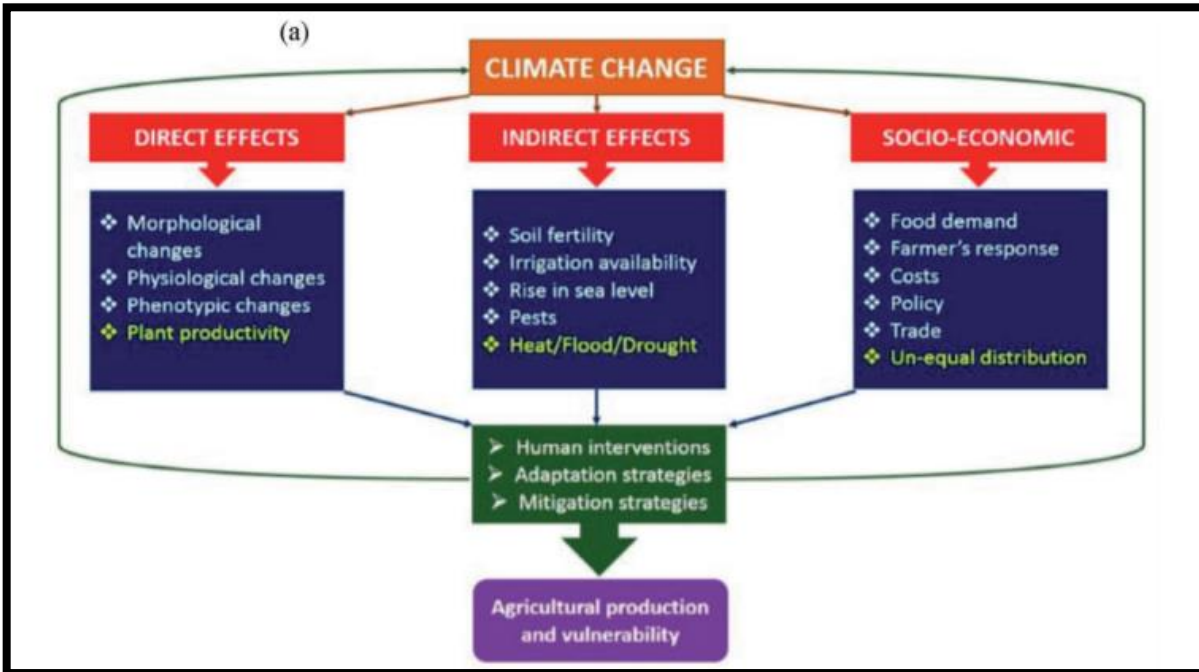 (a)
CLIMATE CHANGE
DIRECT EFFECTS
❖ Morphological
changes
❖ Physiological changes
❖ Phenotypic changes
❖ Plant productivity
INDIRECT EFFECTS
❖ Soil fertility
❖ Irrigation availability
❖ Rise in sea level
❖ Pests
❖ Heat/Flood/Drought
SOCIO-ECONOMIC
❖ Food demand
❖ Farmer's response
❖ Costs
❖ Policy
❖ Trade
❖ Un-equal distribution
➢ Human interventions
➢ Adaptation strategies
➢ Mitigation strategies
Agricultural production
and vulnerability